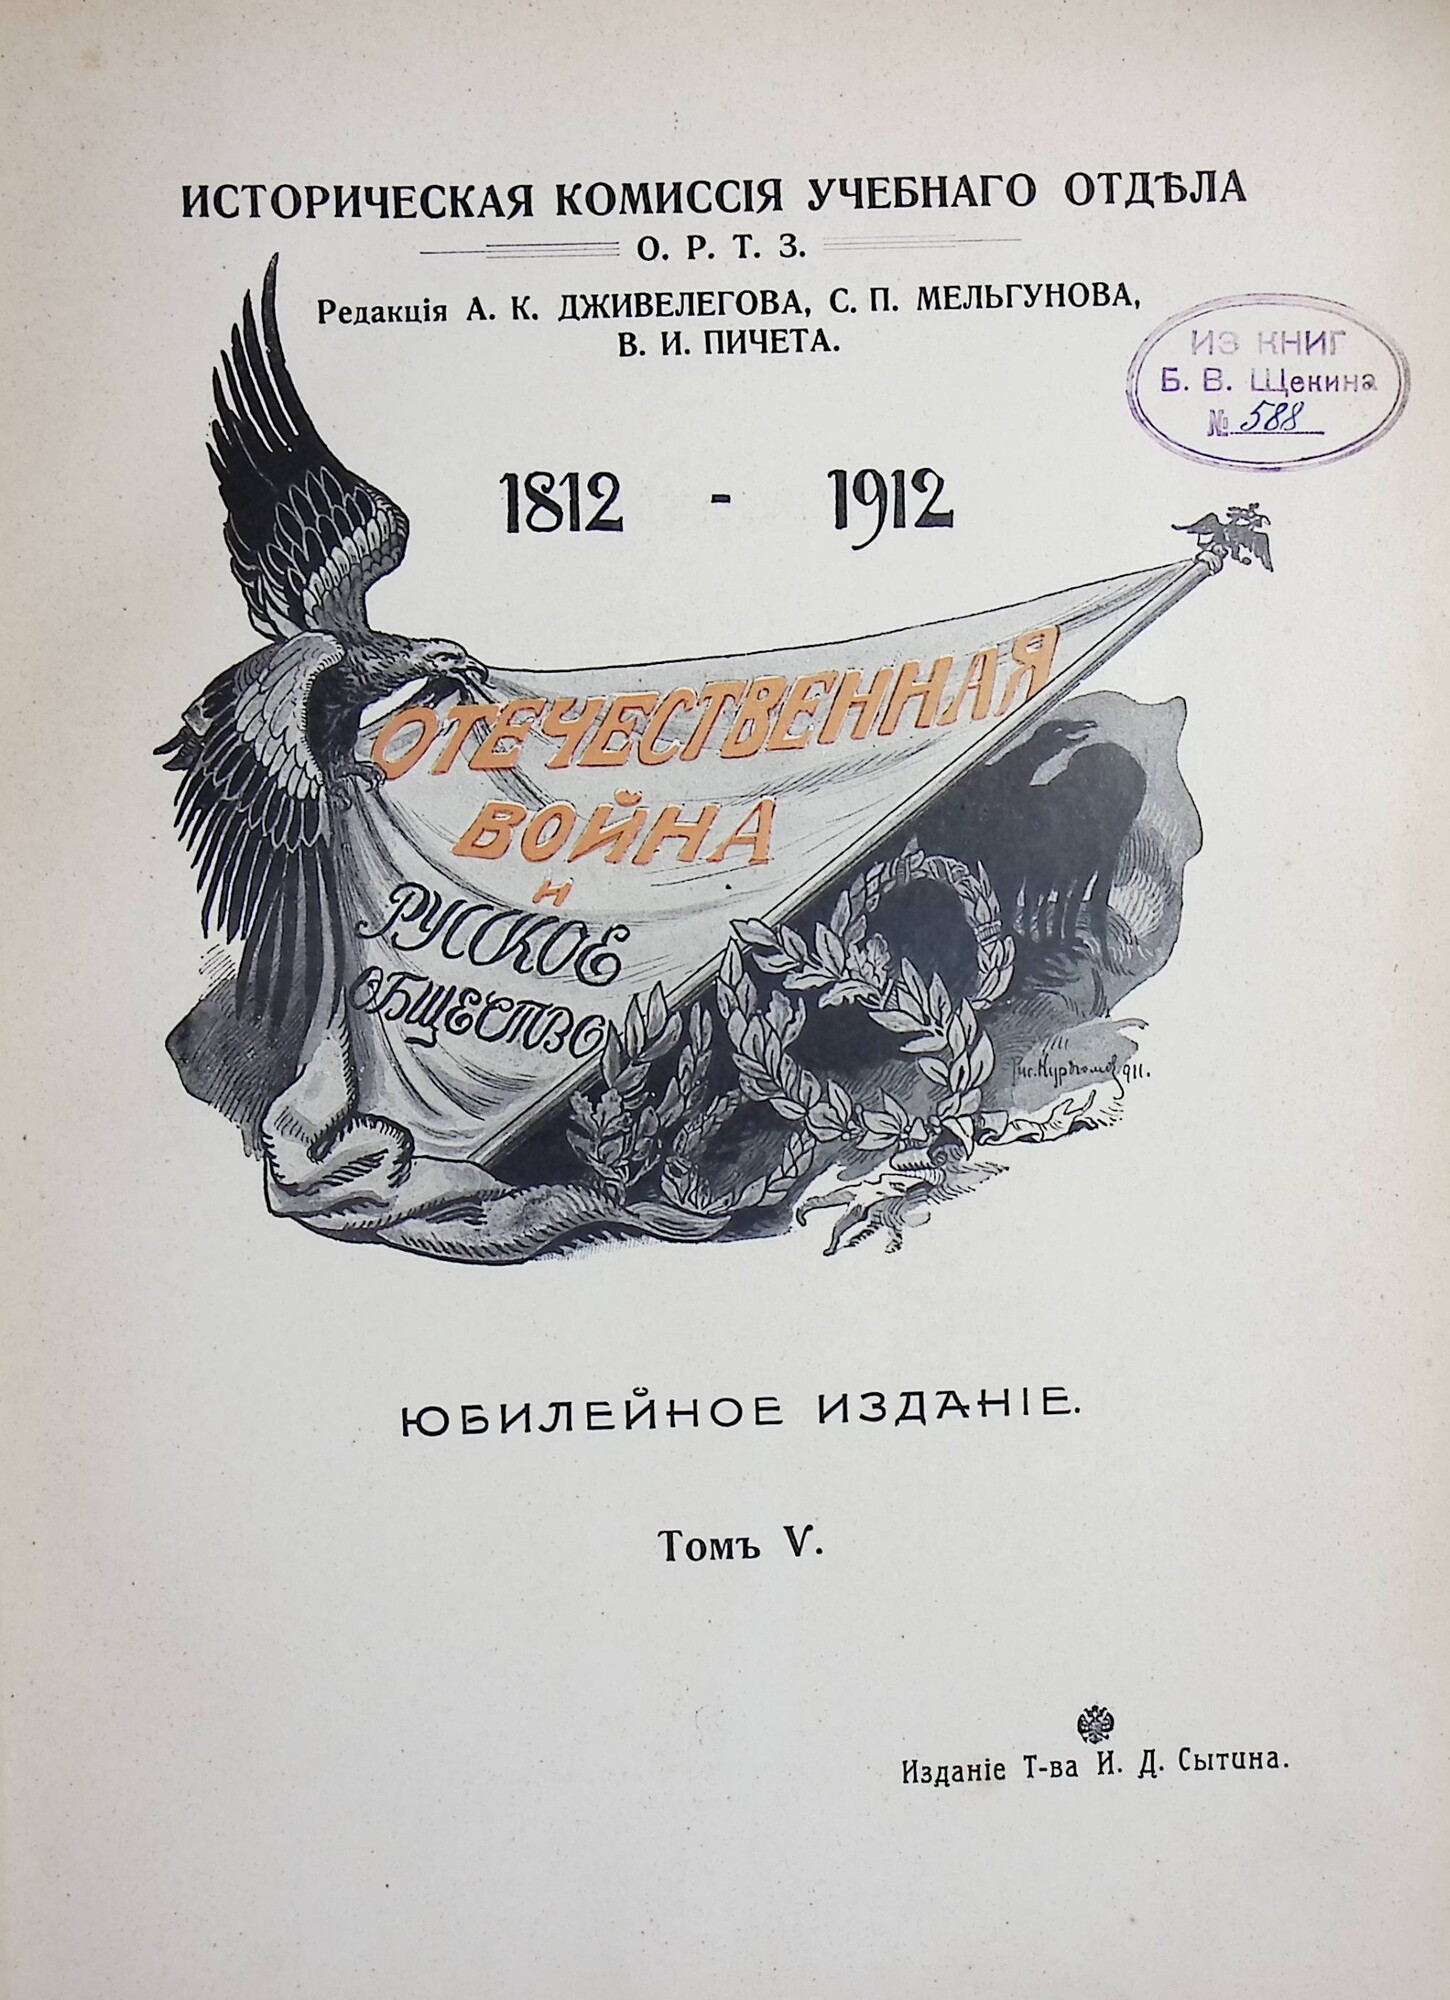 ИСТОРИЧЕСКАЯ КОМИССІЯ УЧЕБНАГО ОТДѢЛА
О. Р. Т. З.
Редакція А. К. ДЖИВЕЛЕГОВА, С. П. МЕЛЬГУНОВА,
В. И. ПИЧЕТА.
ИЗ КНИГ
Б. В. Щекина
№ 588
1812 - 1912
ОТЕЧЕСТВЕННАЯ
ВОЙНА
и
РУССКОЕ
ОБЩЕСТВО
911.
ЮБИЛЕЙНОЕ ИЗДАНІЕ.
Томъ V.
Изданіе Т-ва И. Д. Сытина.